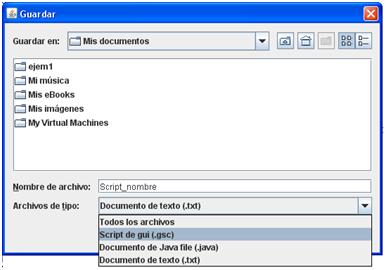 Guardar
Guardar en: Mis documentos
ejem1
Mi música
Mis eBooks
Mis imágenes
My Virtual Machines
Nombre de archivo: Script_nombre
Archivos de tipo: Documento de texto (.txt)
Todos los archivos
Script de gui (.gsc)
Documento de Java file (.java)
Documento de texto (.txt)